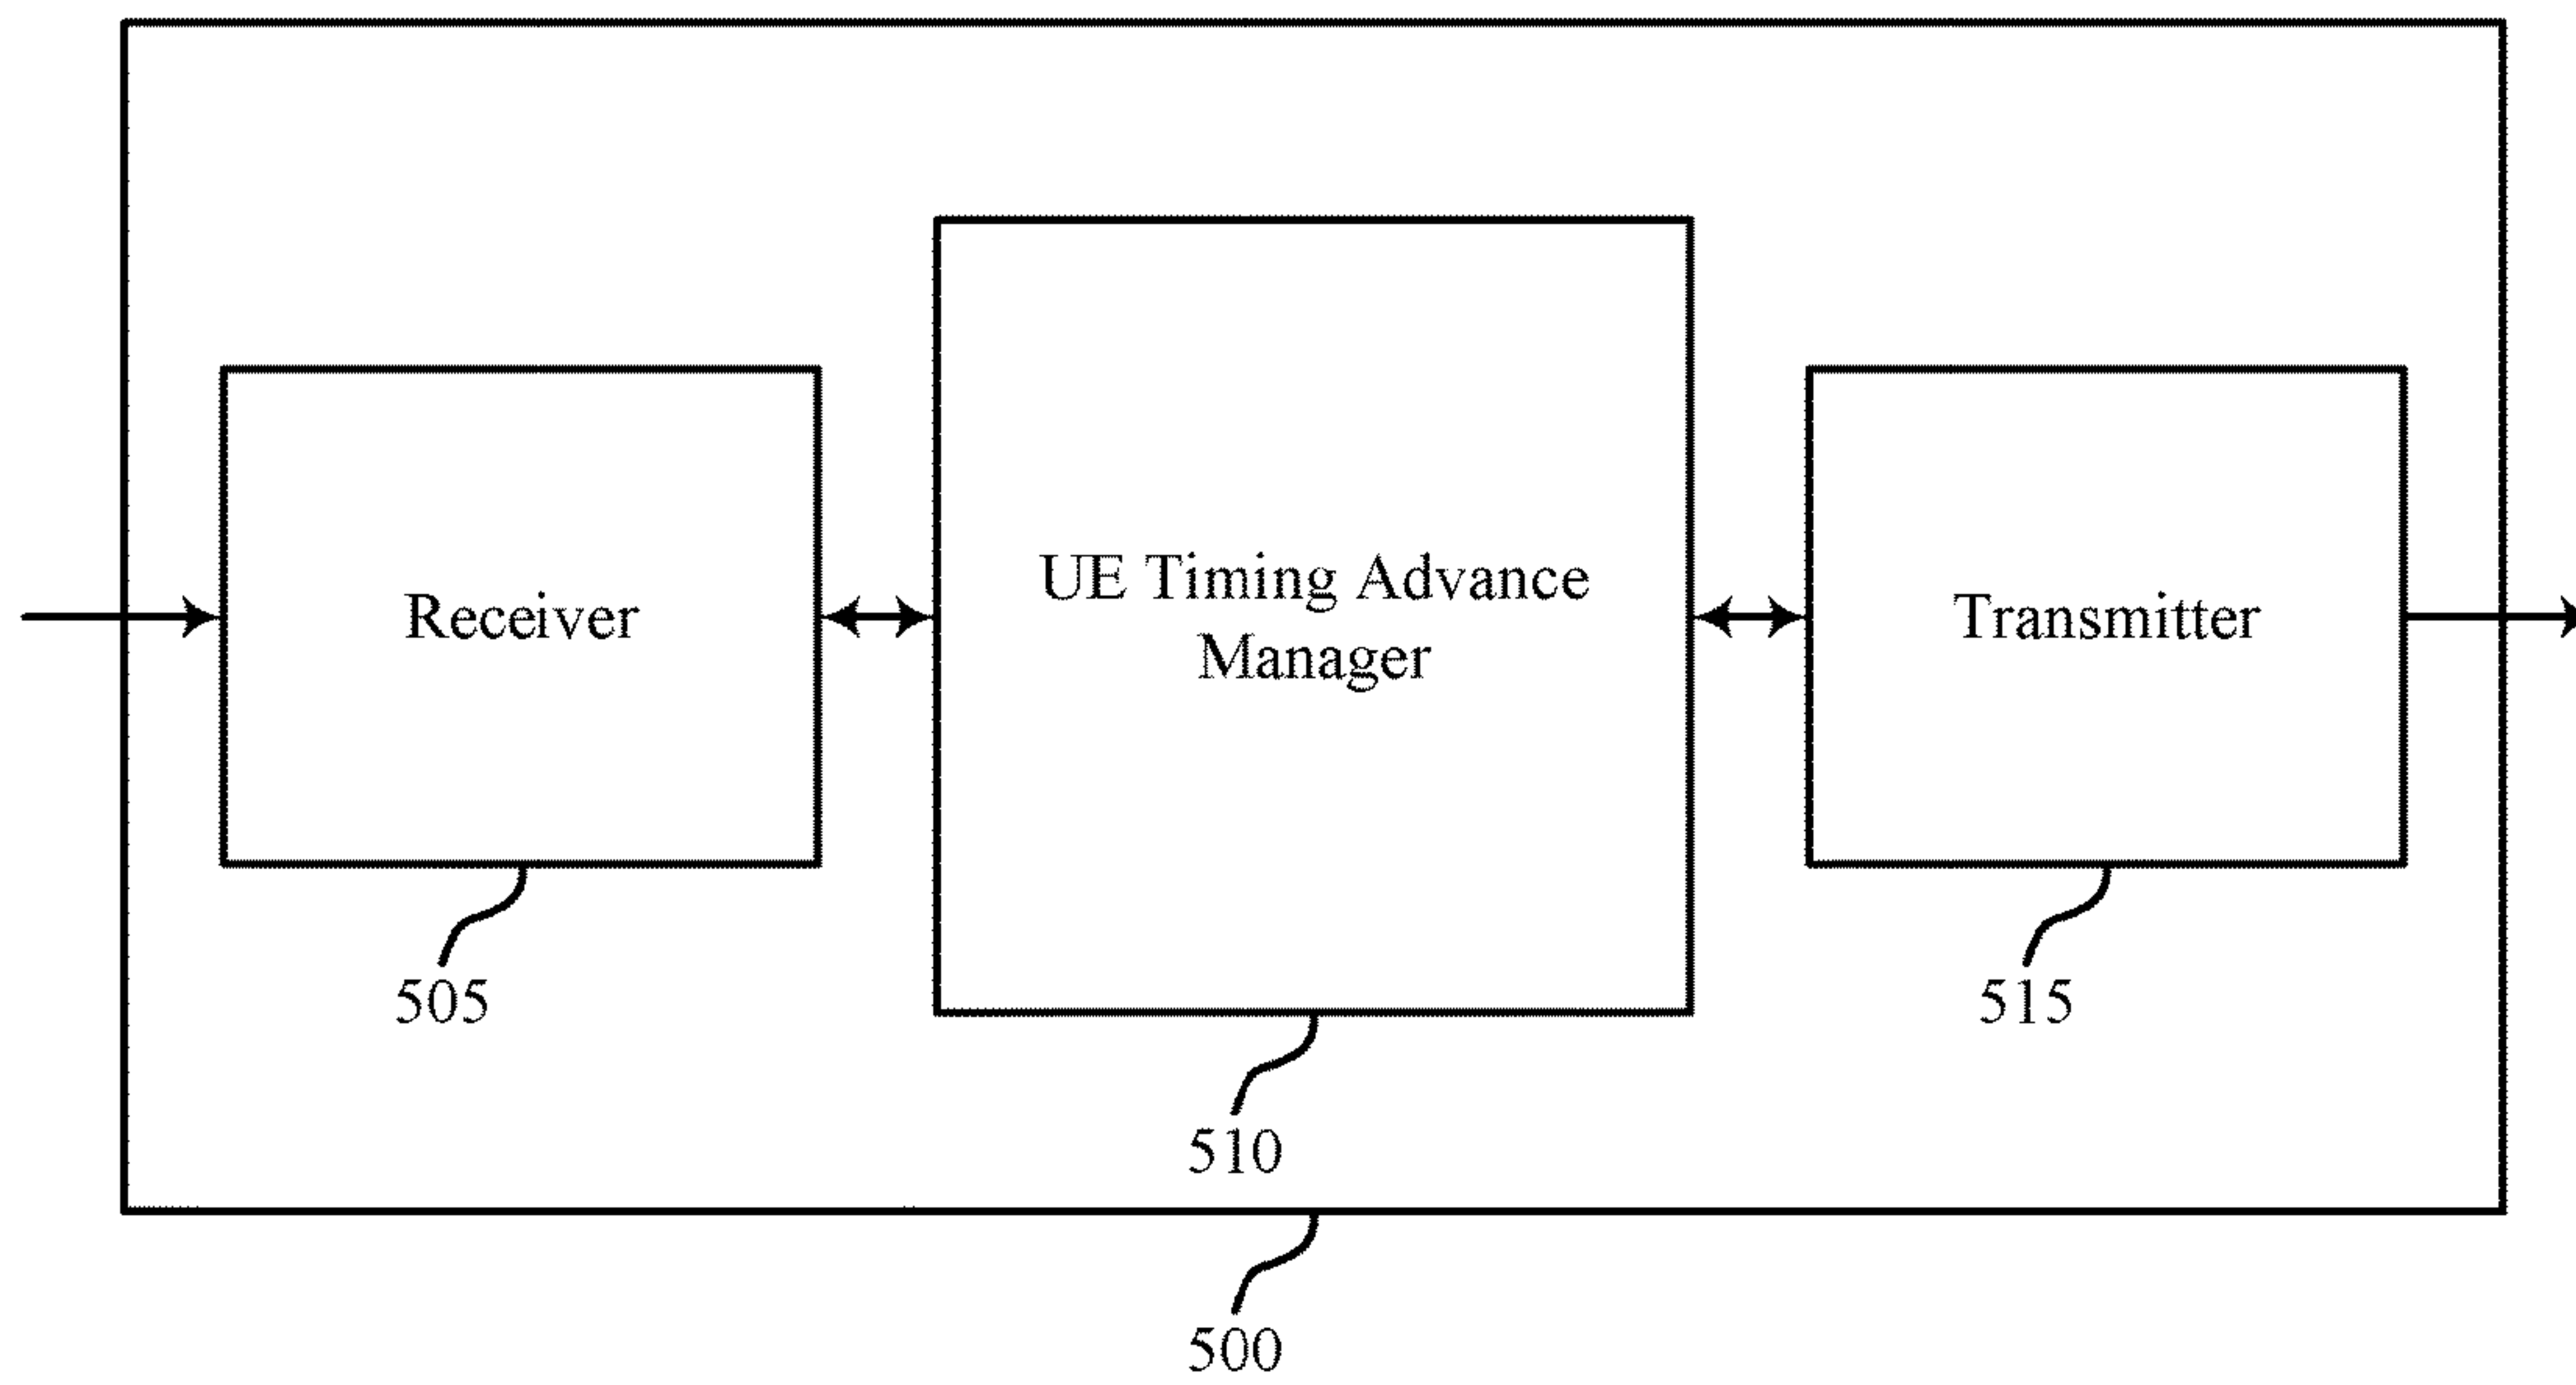 Receiver
UE Timing Advance
Manager
Transmitter
505
515
510
500